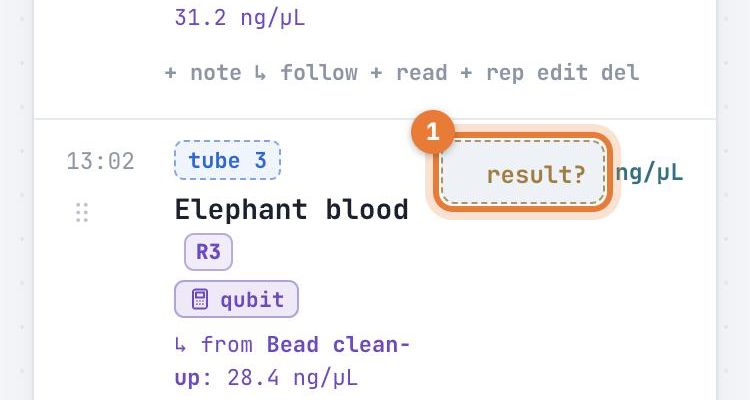 31.2 ng/µL
+ note ↳ follow + read + rep edit del
13:02
tube 3
1
result? ng/µL
Elephant blood
R3
qubit
↳ from Bead clean-
up: 28.4 ng/µL